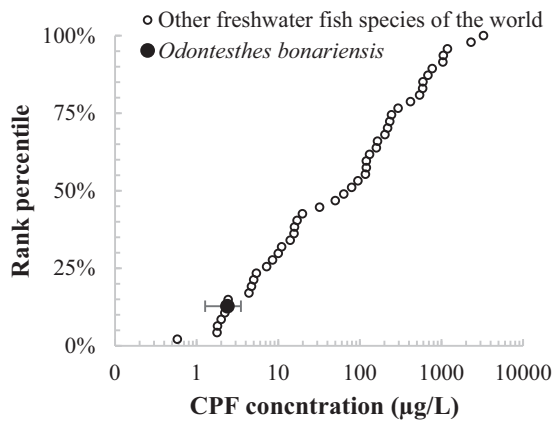 Other freshwater fish species of the world
Odontesthes bonariensis
100%
75%
50%
25%
0%
Rank percentile
0 1 10 100 1000 10000
CPF concntration (µg/L)